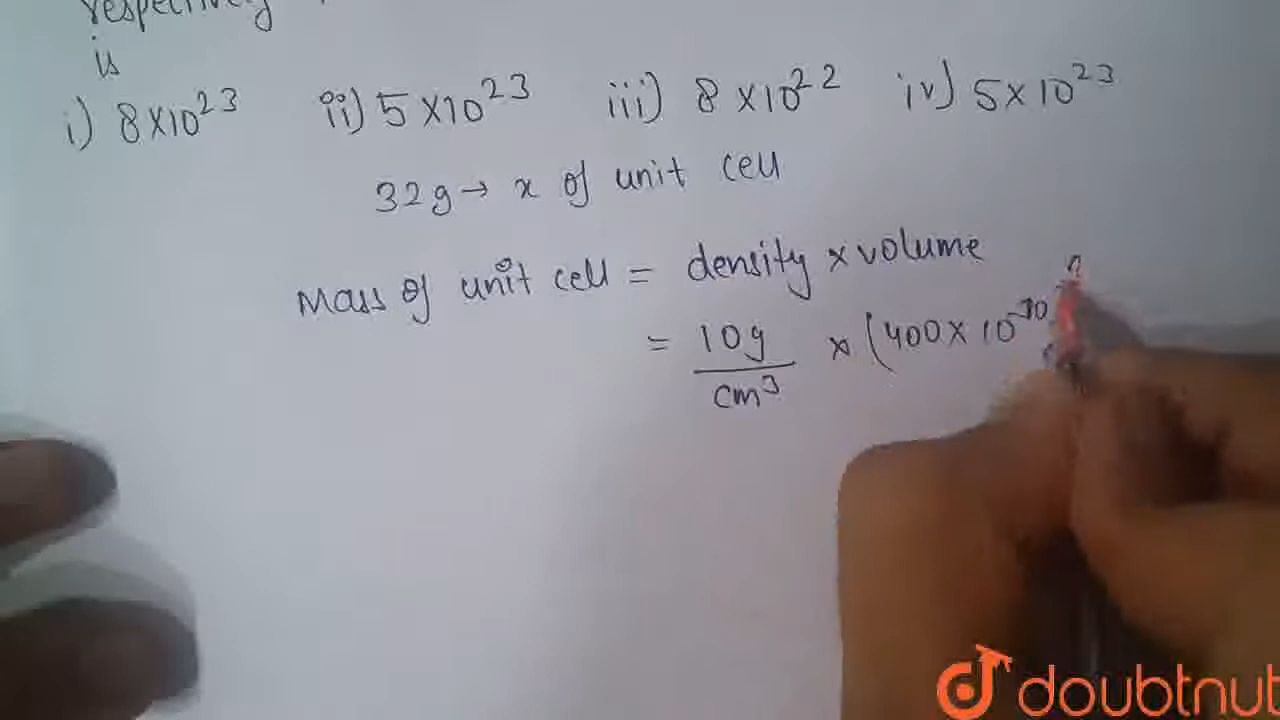 respectively
is
i) 8×10²³ ii) 5×10²³ iii) 8×10²² iv) 5×10²³
32g → x of unit cell
Mass of unit cell = density × volume
= 10g/cm³ × (400×10⁻¹⁰
doubtnut